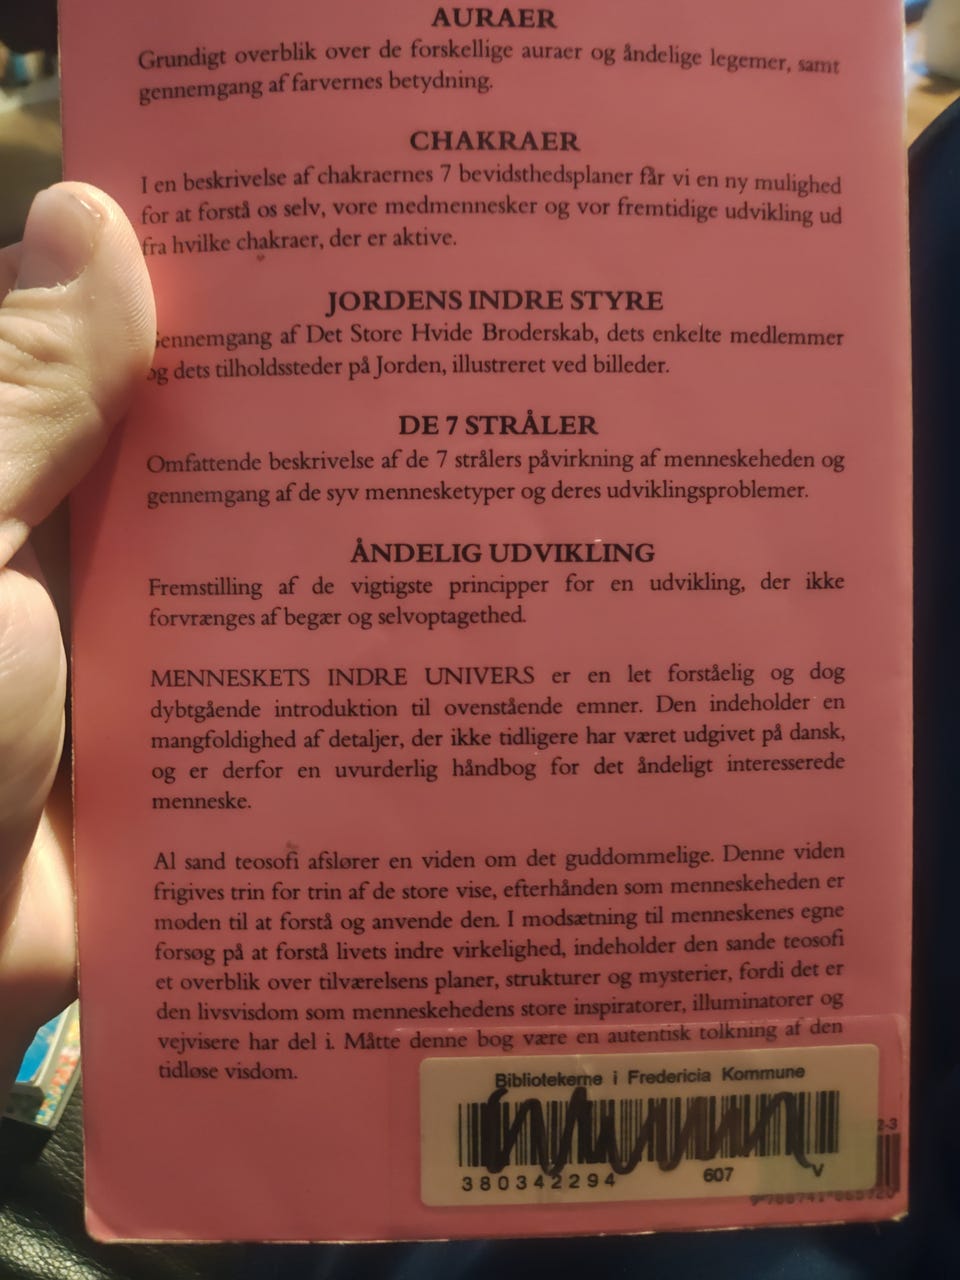 AURAER
Grundigt overblik over de forskellige auraer og åndelige legemer, samt
gennemgang af farvernes betydning.
CHAKRAER
I en beskrivelse af chakraernes 7 bevidsthedsplaner får vi en ny mulighed
for at forstå os selv, vore medmennesker og vor fremtidige udvikling ud
fra hvilke chakraer, der er aktive.
JORDENS INDRE STYRE
Gennemgang af Det Store Hvide Broderskab, dets enkelte medlemmer
og dets tilholdssteder på Jorden, illustreret ved billeder.
DE 7 STRÅLER
Omfattende beskrivelse af de 7 strålers påvirkning af menneskeheden og
gennemgang af de syv mennesketyper og deres udviklingsproblemer.
ÅNDELIG UDVIKLING
Fremstilling af de vigtigste principper for en udvikling, der ikke
forvrænges af begær og selvoptagethed.
MENNESKETS INDRE UNIVERS er en let forståelig og dog
dybtgående introduktion til ovenstående emner. Den indeholder en
mangfoldighed af detaljer, der ikke tidligere har været udgivet på dansk,
og er derfor en uvurderlig håndbog for det åndeligt interesserede
menneske.
Al sand teosofi afslører en viden om det guddommelige. Denne viden
frigives trin for trin af de store vise, efterhånden som menneskeheden er
moden til at forstå og anvende den. I modsætning til menneskenes egne
forsøg på at forstå livets indre virkelighed, indeholder den sande teosofi
et overblik over tilværelsens planer, strukturer og mysterier, fordi det er
den livsvisdom som menneskehedens store inspiratorer, illuminatorer og
vejvisere har del i. Måtte denne bog være en autentisk tolkning af den
tidløse visdom.
Bibliotekerne i Fredericia Kommune
380342294 607 V
2-3